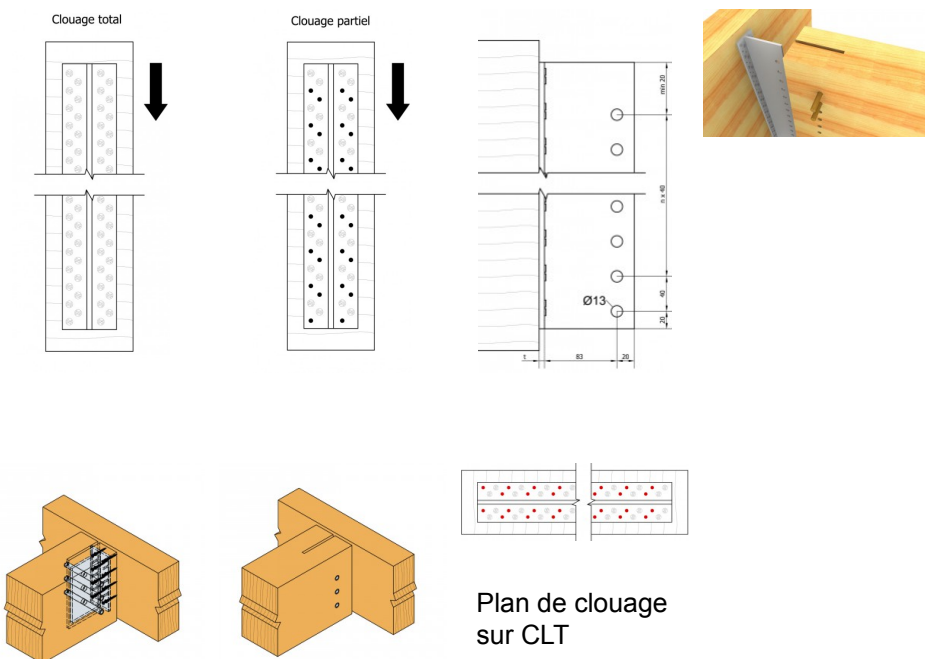 Clouage total
Clouage partiel
min 20
n x 40
Ø13
40
20
t
83
20
Plan de clouage
sur CLT